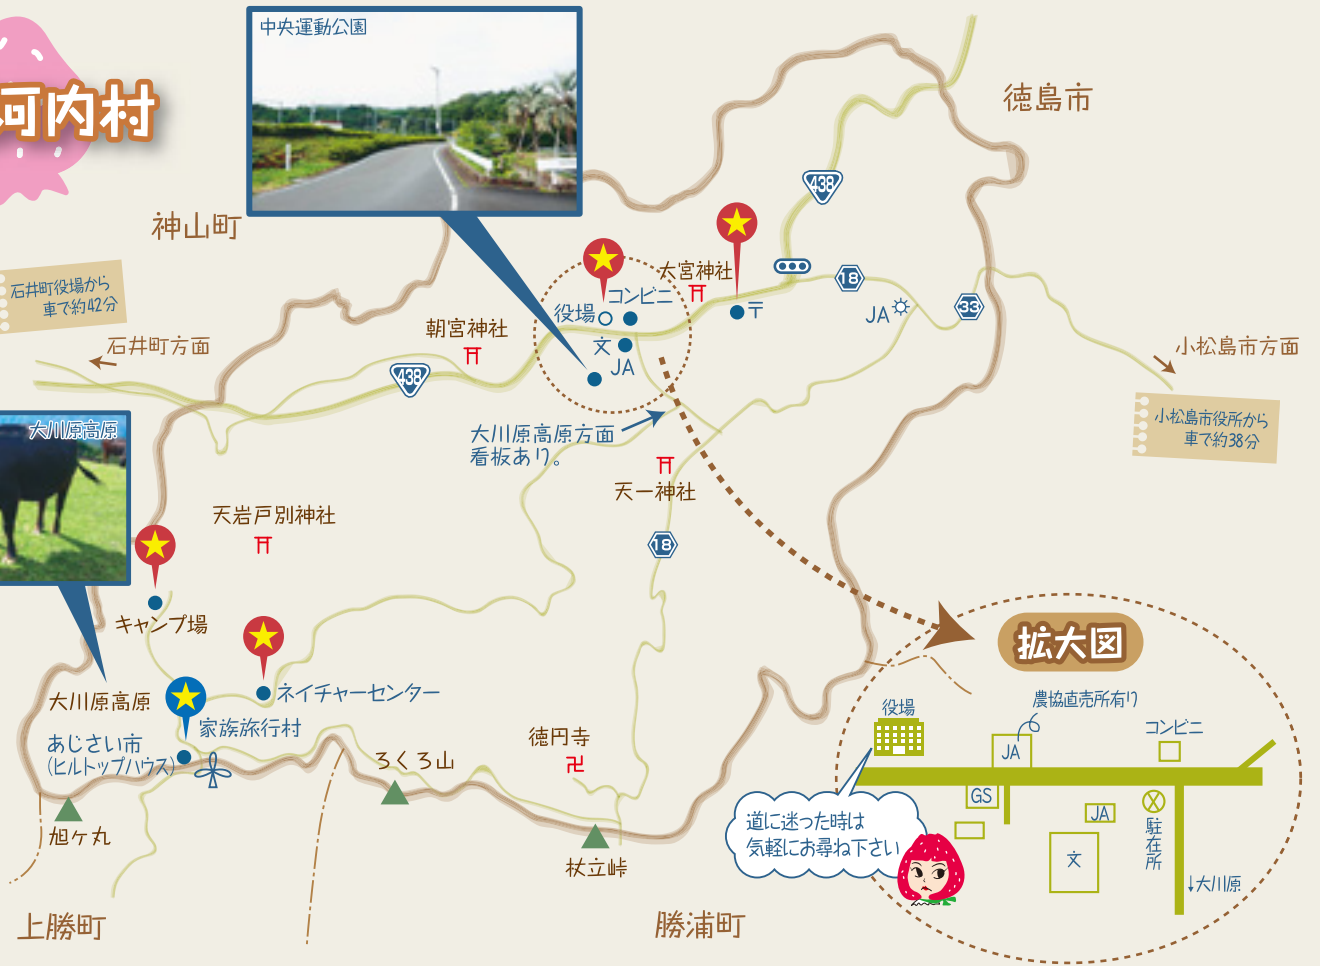 中央運動公園
河内村
徳島市
神山町
438
大宮神社
石井町役場から
車で約42分
コンビニ
役場
〒
18
JA
33
朝宮神社
文
JA
石井町方面
438
小松島市方面
大川原高原
小松島市役所から
車で約38分
大川原高原方面
看板あり。
天一神社
天岩戸別神社
18
キャンプ場
拡大図
大川原高原
ネイチャーセンター
家族旅行村
あじさい市
(ヒルトップハウス)
徳円寺
卍
ろくろ山
旭ヶ丸
杖立峠
上勝町
勝浦町
役場
農協直売所有り
コンビニ
JA
GS
JA
文
駐在所
↓大川原
道に迷った時は
気軽にお尋ね下さい